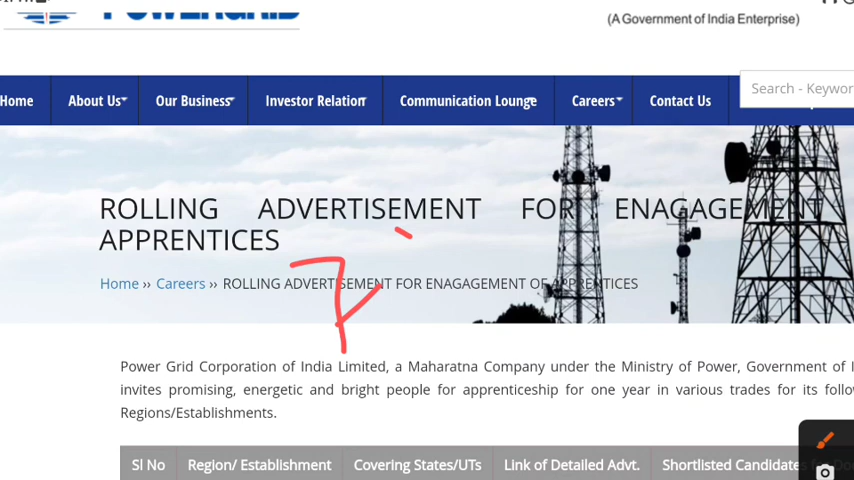 POWERGRID
(A Government of India Enterprise)
Home About Us Our Business Investor Relation Communication Lounge Careers Contact Us
Search - Keywor
ROLLING ADVERTISEMENT FOR ENAGAGEMENT
APPRENTICES
Home ›› Careers ›› ROLLING ADVERTISEMENT FOR ENAGAGEMENT OF APPRENTICES
Power Grid Corporation of India Limited, a Maharatna Company under the Ministry of Power, Government of I
invites promising, energetic and bright people for apprenticeship for one year in various trades for its follo
Regions/Establishments.
Sl No Region/ Establishment Covering States/UTs Link of Detailed Advt. Shortlisted Candidates